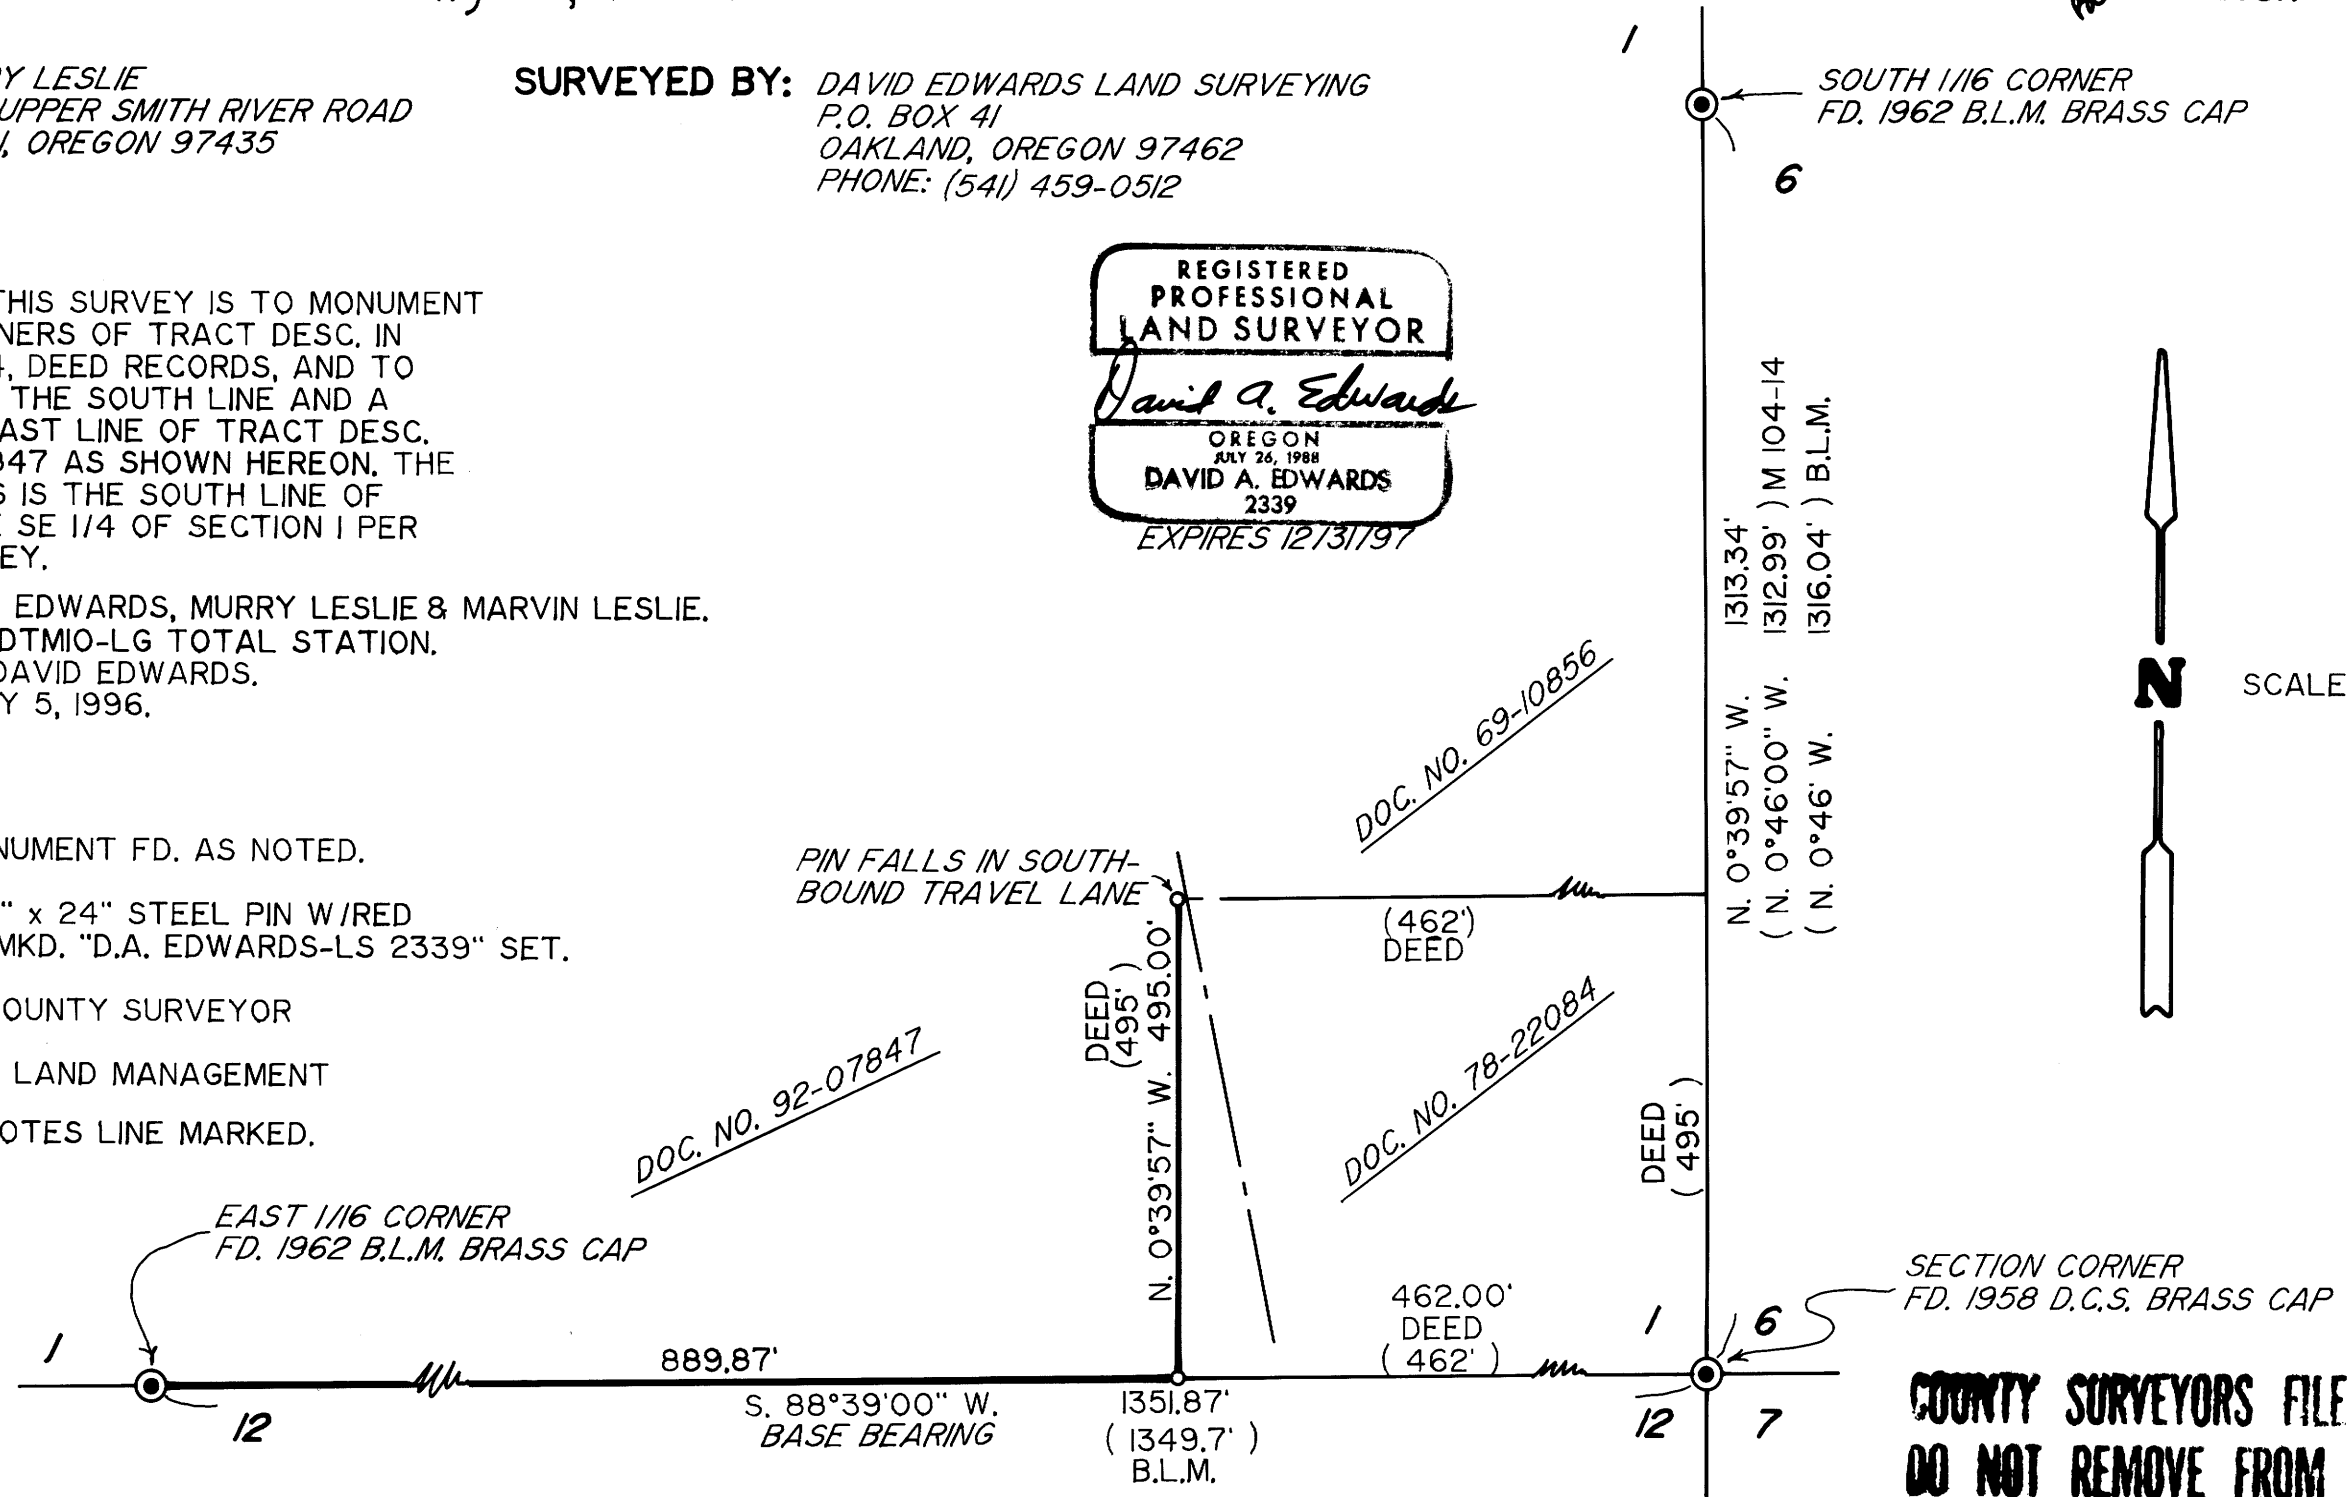 Y LESLIE
UPPER SMITH RIVER ROAD
, OREGON 97435
SURVEYED BY: DAVID EDWARDS LAND SURVEYING
P.O. BOX 41
OAKLAND, OREGON 97462
PHONE: (541) 459-0512
1
SOUTH 1/16 CORNER
FD. 1962 B.L.M. BRASS CAP
6
REGISTERED
PROFESSIONAL
LAND SURVEYOR
David A. Edwards
OREGON
JULY 26, 1988
DAVID A. EDWARDS
2339
EXPIRES 12/31/97
THIS SURVEY IS TO MONUMENT
NERS OF TRACT DESC. IN
, DEED RECORDS, AND TO
THE SOUTH LINE AND A
AST LINE OF TRACT DESC.
847 AS SHOWN HEREON. THE
S IS THE SOUTH LINE OF
SE 1/4 OF SECTION 1 PER
EY.
EDWARDS, MURRY LESLIE & MARVIN LESLIE.
DTM10-LG TOTAL STATION.
DAVID EDWARDS.
Y 5, 1996.
NUMENT FD. AS NOTED.
" x 24" STEEL PIN W/RED
MKD. "D.A. EDWARDS-LS 2339" SET.
OUNTY SURVEYOR
LAND MANAGEMENT
OTES LINE MARKED.
N. 0°39'57" W. 1313.34'
( N. 0°46'00" W. 1312.99' ) M 104-14
( N. 0°46' W. 1316.04' ) B.L.M.
N
SCALE
DOC. NO. 69-10856
PIN FALLS IN SOUTH-
BOUND TRAVEL LANE
(462')
DEED
DEED
(495')
N. 0°39'57" W. 495.00'
DOC. NO. 92-07847
DOC. NO. 78-22084
DEED
(495')
EAST 1/16 CORNER
FD. 1962 B.L.M. BRASS CAP
SECTION CORNER
FD. 1958 D.C.S. BRASS CAP
462.00'
DEED
( 462' )
1
6
1
889.87'
S. 88°39'00" W.
BASE BEARING
1351.87'
( 1349.7' )
B.L.M.
12
12
7
COUNTY SURVEYORS FILE
DO NOT REMOVE FROM